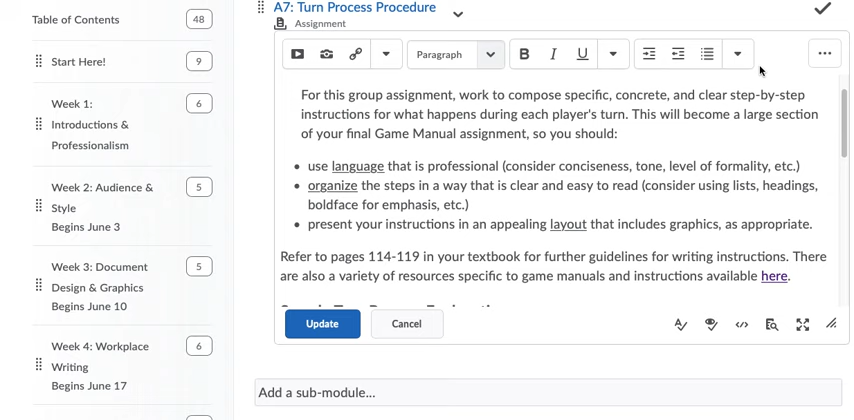 Table of Contents
48
Start Here!
9
Week 1:
Introductions &
Professionalism
6
Week 2: Audience &
Style
Begins June 3
5
Week 3: Document
Design & Graphics
Begins June 10
5
Week 4: Workplace
Writing
Begins June 17
6
A7: Turn Process Procedure
Assignment
Paragraph
B I U
For this group assignment, work to compose specific, concrete, and clear step-by-step
instructions for what happens during each player's turn. This will become a large section
of your final Game Manual assignment, so you should:
• use language that is professional (consider conciseness, tone, level of formality, etc.)
• organize the steps in a way that is clear and easy to read (consider using lists, headings,
boldface for emphasis, etc.)
• present your instructions in an appealing layout that includes graphics, as appropriate.
Refer to pages 114-119 in your textbook for further guidelines for writing instructions. There
are also a variety of resources specific to game manuals and instructions available here.
Update
Cancel
Add a sub-module...